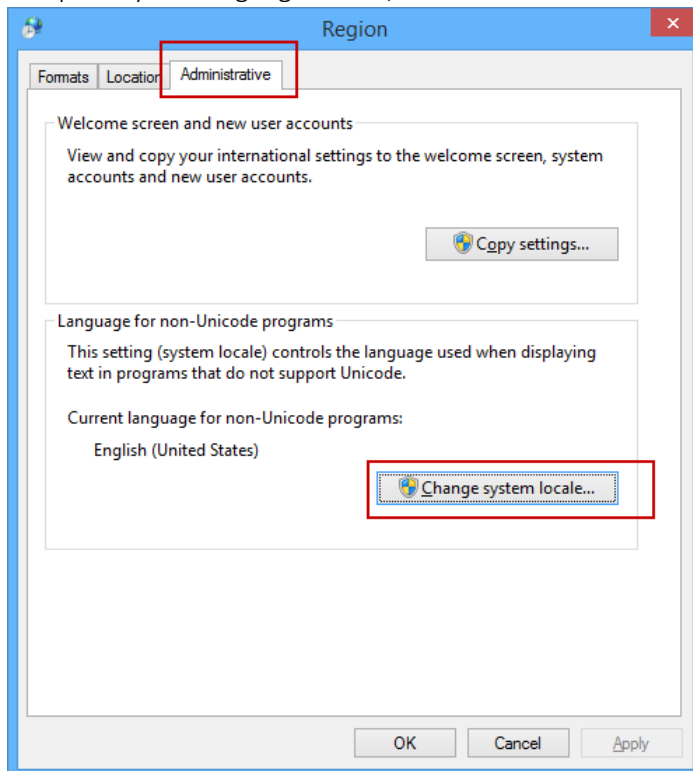 Region
Formats Location Administrative
Welcome screen and new user accounts
View and copy your international settings to the welcome screen, system
accounts and new user accounts.
Copy settings...
Language for non-Unicode programs
This setting (system locale) controls the language used when displaying
text in programs that do not support Unicode.
Current language for non-Unicode programs:
English (United States)
Change system locale...
OK Cancel Apply